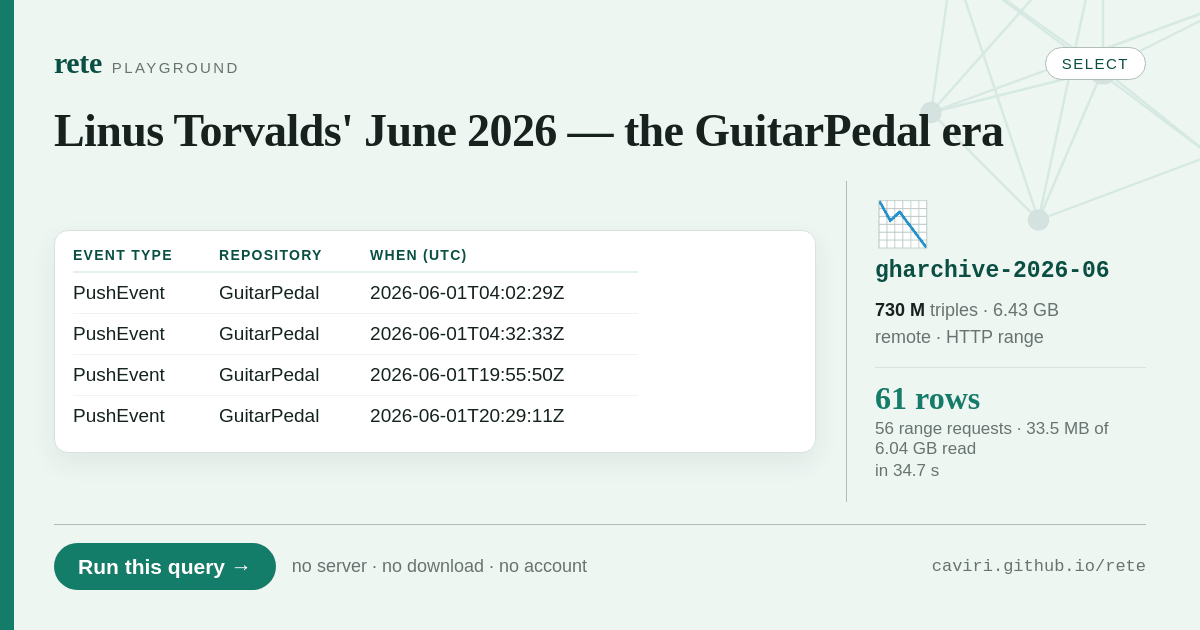 rete PLAYGROUND
SELECT
Linus Torvalds' June 2026 — the GuitarPedal era
EVENT TYPE REPOSITORY WHEN (UTC)
PushEvent GuitarPedal 2026-06-01T04:02:29Z
PushEvent GuitarPedal 2026-06-01T04:32:33Z
PushEvent GuitarPedal 2026-06-01T19:55:50Z
PushEvent GuitarPedal 2026-06-01T20:29:11Z
gharchive-2026-06
730 M triples · 6.43 GB
remote · HTTP range
61 rows
56 range requests · 33.5 MB of
6.04 GB read
in 34.7 s
Run this query →
no server · no download · no account
caviri.github.io/rete